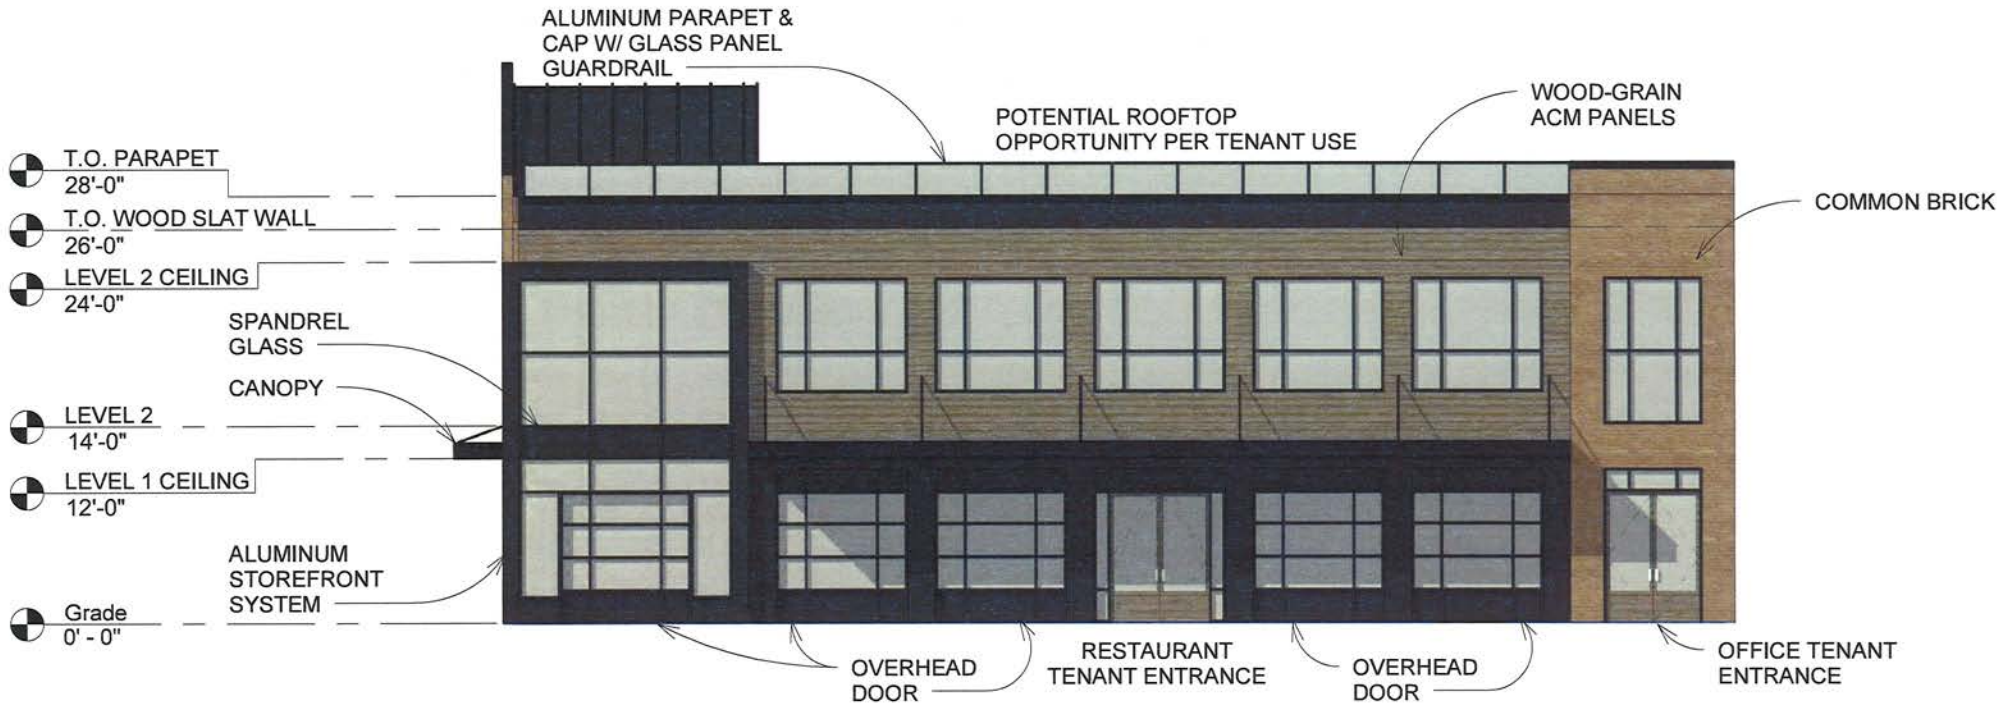 ALUMINUM PARAPET &
CAP W/ GLASS PANEL
GUARDRAIL
POTENTIAL ROOFTOP
OPPORTUNITY PER TENANT USE
WOOD-GRAIN
ACM PANELS
COMMON BRICK
T.O. PARAPET
28'-0"
T.O. WOOD SLAT WALL
26'-0"
LEVEL 2 CEILING
24'-0"
SPANDREL
GLASS
CANOPY
LEVEL 2
14'-0"
LEVEL 1 CEILING
12'-0"
ALUMINUM
STOREFRONT
SYSTEM
Grade
0' - 0"
OVERHEAD
DOOR
RESTAURANT
TENANT ENTRANCE
OVERHEAD
DOOR
OFFICE TENANT
ENTRANCE